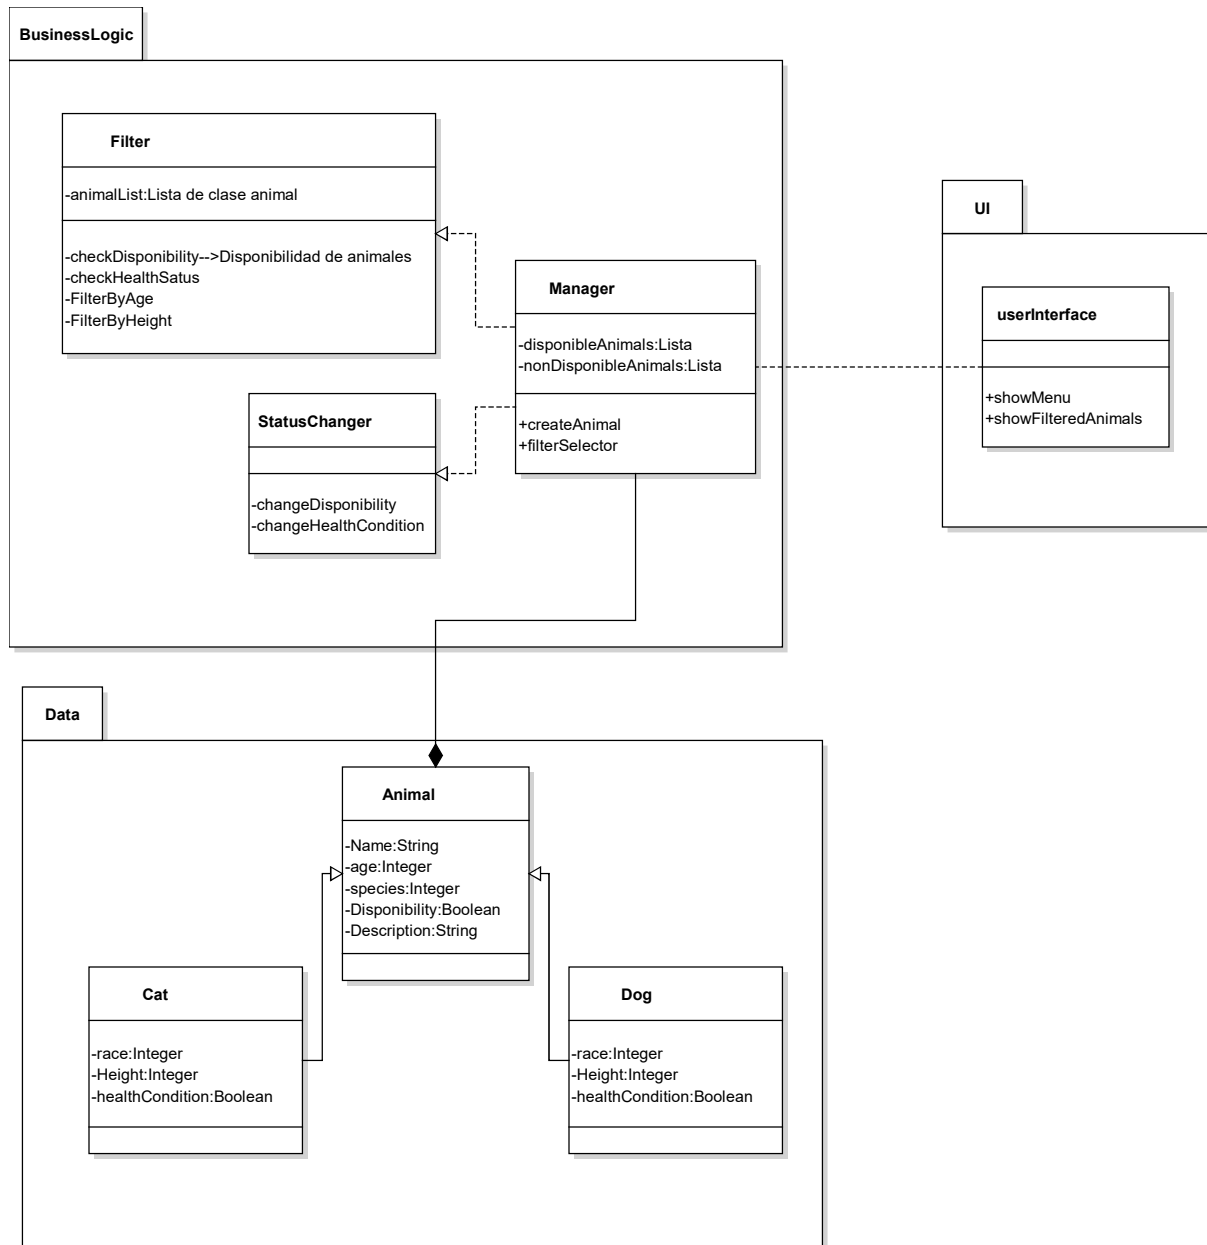 BusinessLogic
Filter
-animalList:Lista de clase animal
-checkDisponibility-->Disponibilidad de animales
-checkHealthSatus
-FilterByAge
-FilterByHeight
Manager
-disponibleAnimals:Lista
-nonDisponibleAnimals:Lista
+createAnimal
+filterSelector
StatusChanger
-changeDisponibility
-changeHealthCondition
UI
userInterface
+showMenu
+showFilteredAnimals
Data
Animal
-Name:String
-age:Integer
-species:Integer
-Disponibility:Boolean
-Description:String
Cat
-race:Integer
-Height:Integer
-healthCondition:Boolean
Dog
-race:Integer
-Height:Integer
-healthCondition:Boolean